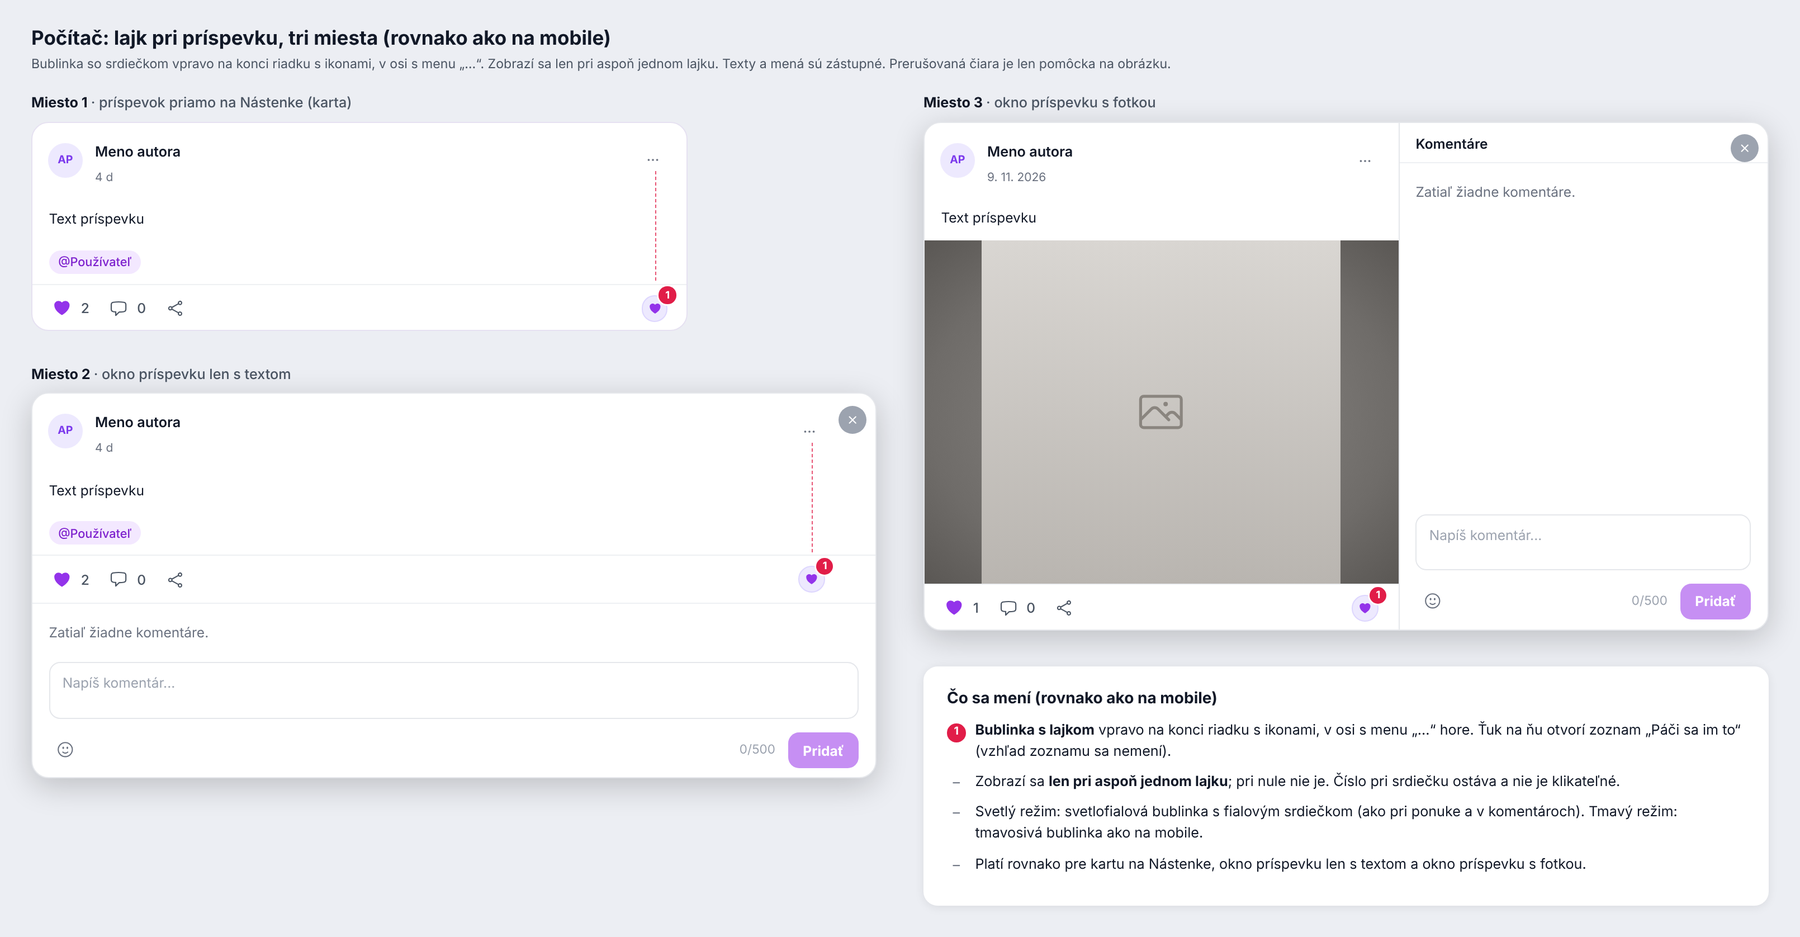 Počítač: lajk pri príspevku, tri miesta (rovnako ako na mobile)
Bublinka so srdiečkom vpravo na konci riadku s ikonami, v osi s menu „…“. Zobrazí sa len pri aspoň jednom lajku. Texty a mená sú zástupné. Prerušovaná čiara je len pomôcka na obrázku.
Miesto 1 · príspevok priamo na Nástenke (karta)
AP
Meno autora
...
4 d
Text príspevku
@Používateľ
2
0
1
Miesto 2 · okno príspevku len s textom
AP
Meno autora
...
4 d
Text príspevku
@Používateľ
2
0
1
Zatiaľ žiadne komentáre.
Napíš komentár...
0/500
Pridať
Miesto 3 · okno príspevku s fotkou
AP
Meno autora
...
9. 11. 2026
Text príspevku
1
0
1
Komentáre
Zatiaľ žiadne komentáre.
Napíš komentár...
0/500
Pridať
Čo sa mení (rovnako ako na mobile)
1 Bublinka s lajkom vpravo na konci riadku s ikonami, v osi s menu „…“ hore. Ťuk na ňu otvorí zoznam „Páči sa im to“
(vzhľad zoznamu sa nemení).
– Zobrazí sa len pri aspoň jednom lajku; pri nule nie je. Číslo pri srdiečku ostáva a nie je klikateľné.
– Svetlý režim: svetlofialová bublinka s fialovým srdiečkom (ako pri ponuke a v komentároch). Tmavý režim:
tmavosivá bublinka ako na mobile.
– Platí rovnako pre kartu na Nástenke, okno príspevku len s textom a okno príspevku s fotkou.